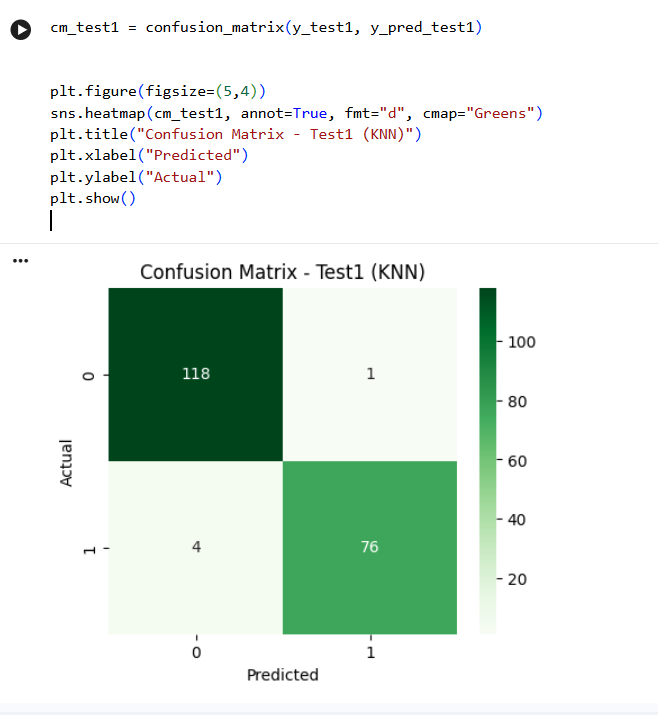 cm_test1 = confusion_matrix(y_test1, y_pred_test1)
plt.figure(figsize=(5,4))
sns.heatmap(cm_test1, annot=True, fmt="d", cmap="Greens")
plt.title("Confusion Matrix - Test1 (KNN)")
plt.xlabel("Predicted")
plt.ylabel("Actual")
plt.show()
Confusion Matrix - Test1 (KNN)
100
80
60
40
20
Actual
0
118
1
1
4
76
0
1
Predicted